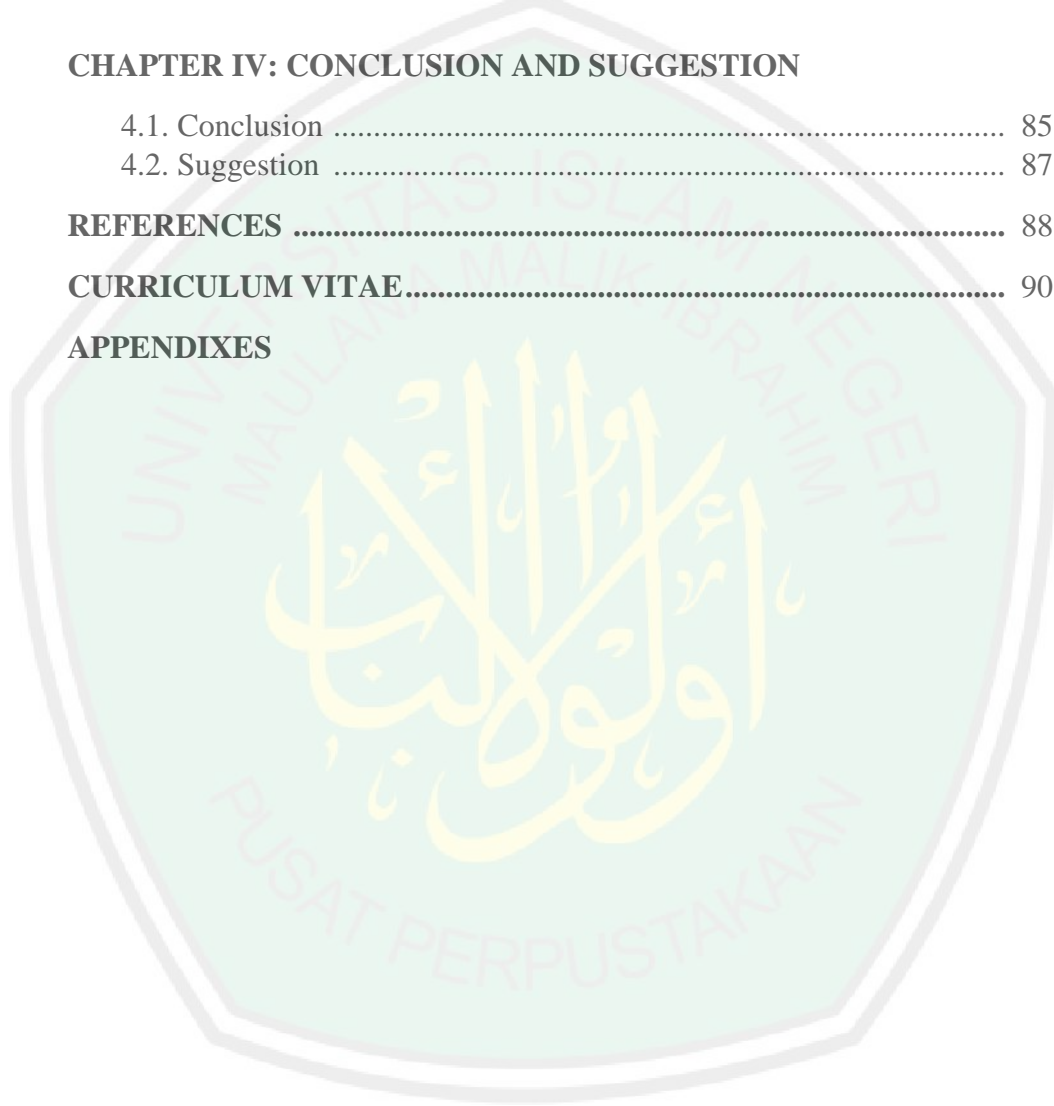 CHAPTER IV: CONCLUSION AND SUGGESTION
4.1. Conclusion ........................................................................... 85
4.2. Suggestion ........................................................................... 87
REFERENCES ................................................................................ 88
CURRICULUM VITAE.................................................................... 90
APPENDIXES
UNIVERSITAS ISLAM NEGERI
MAULANA MALIK IBRAHIM
PUSAT PERPUSTAKAAN